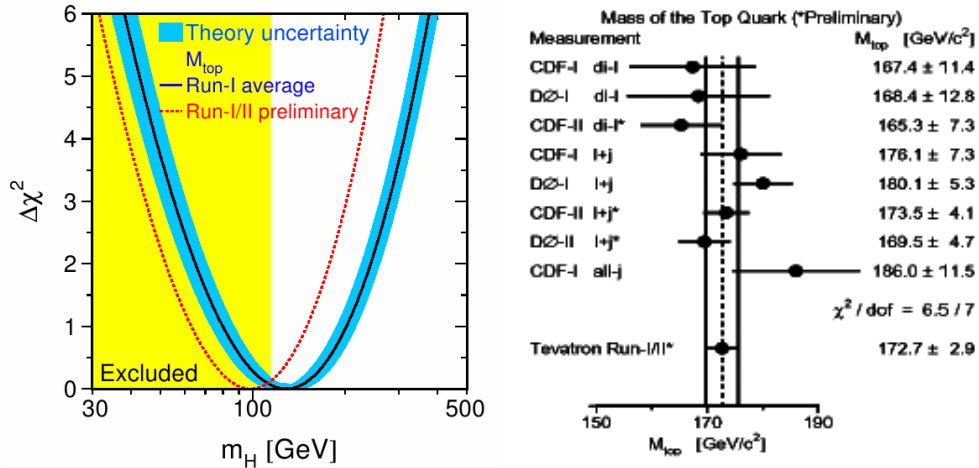 Theory uncertainty
M_top
Run-I average
Run-I/II preliminary
6
5
4
3
2
1
0
Δχ²
Excluded
30 100 500
m_H [GeV]
Mass of the Top Quark (*Preliminary)
Measurement M_top [GeV/c²]
CDF-I di-l 167.4 ± 11.4
DØ-I di-l 168.4 ± 12.8
CDF-II di-l* 165.3 ± 7.3
CDF-I l+j 176.1 ± 7.3
DØ-I l+j 180.1 ± 5.3
CDF-II l+j* 173.5 ± 4.1
DØ-II l+j* 169.5 ± 4.7
CDF-I all-j 186.0 ± 11.5
χ² / dof = 6.5 / 7
Tevatron Run-I/II* 172.7 ± 2.9
150 170 190
M_top [GeV/c²]